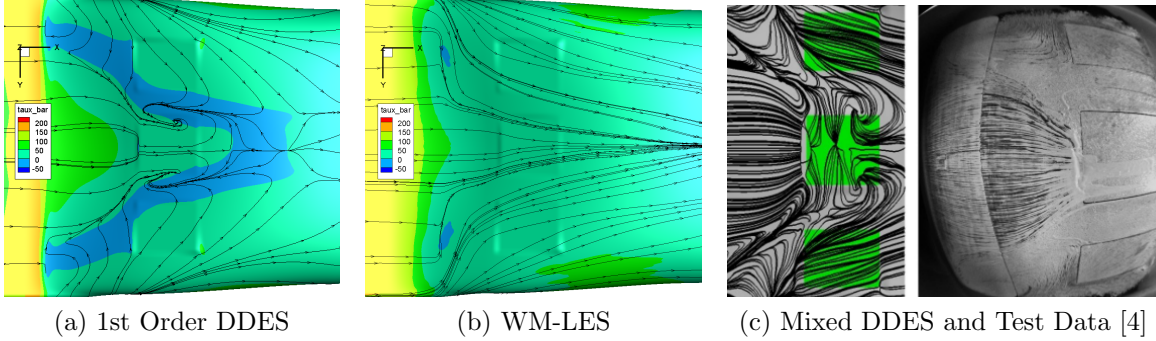 Z X
Y
taux_bar
200
150
100
50
0
-50
Z X
Y
taux_bar
200
150
100
50
0
-50
(a) 1st Order DDES
(b) WM-LES
(c) Mixed DDES and Test Data [4]